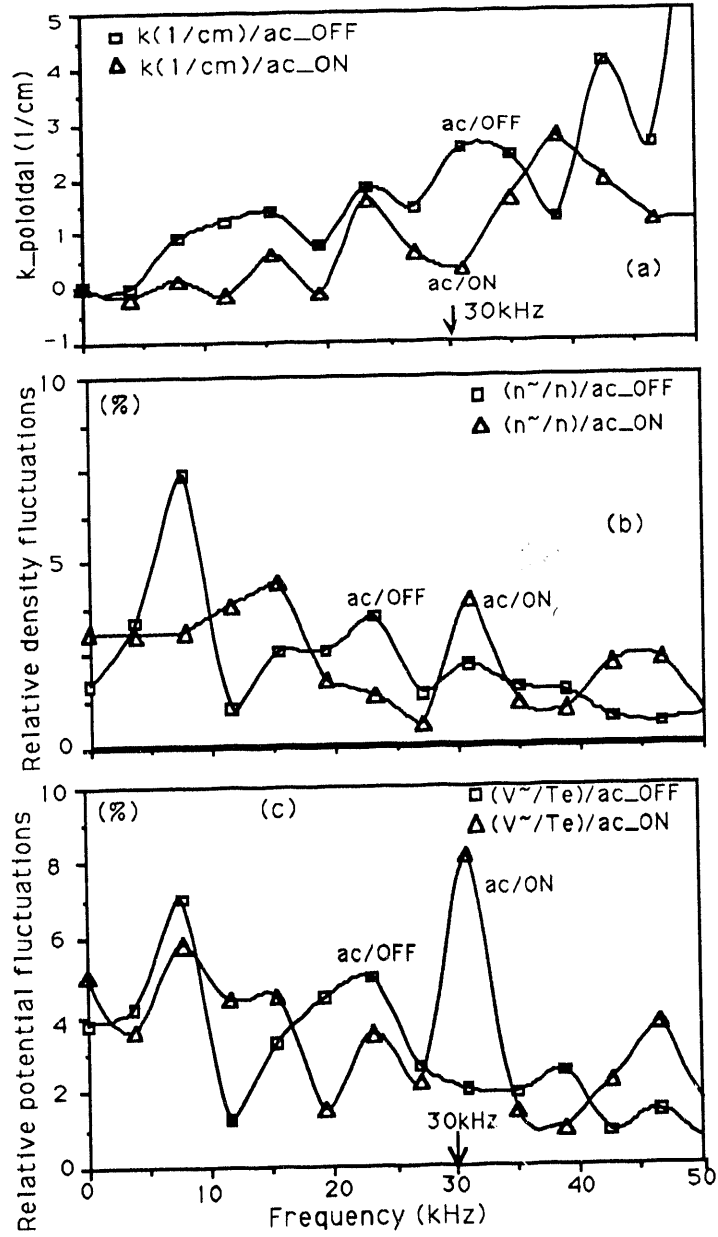 5
4
3
2
1
0
-1
k_poloidal (1/cm)
k(1/cm)/ac_OFF
k(1/cm)/ac_ON
ac/OFF
ac/ON
(a)
30kHz
10
5
0
Relative density fluctuations
(%)
(n~/n)/ac_OFF
(n~/n)/ac_ON
(b)
ac/OFF
ac/ON
10
8
6
4
2
0
Relative potential fluctuations
(%)
(c)
(V~/Te)/ac_OFF
(V~/Te)/ac_ON
ac/ON
ac/OFF
30kHz
0
10
20
30
40
50
Frequency (kHz)